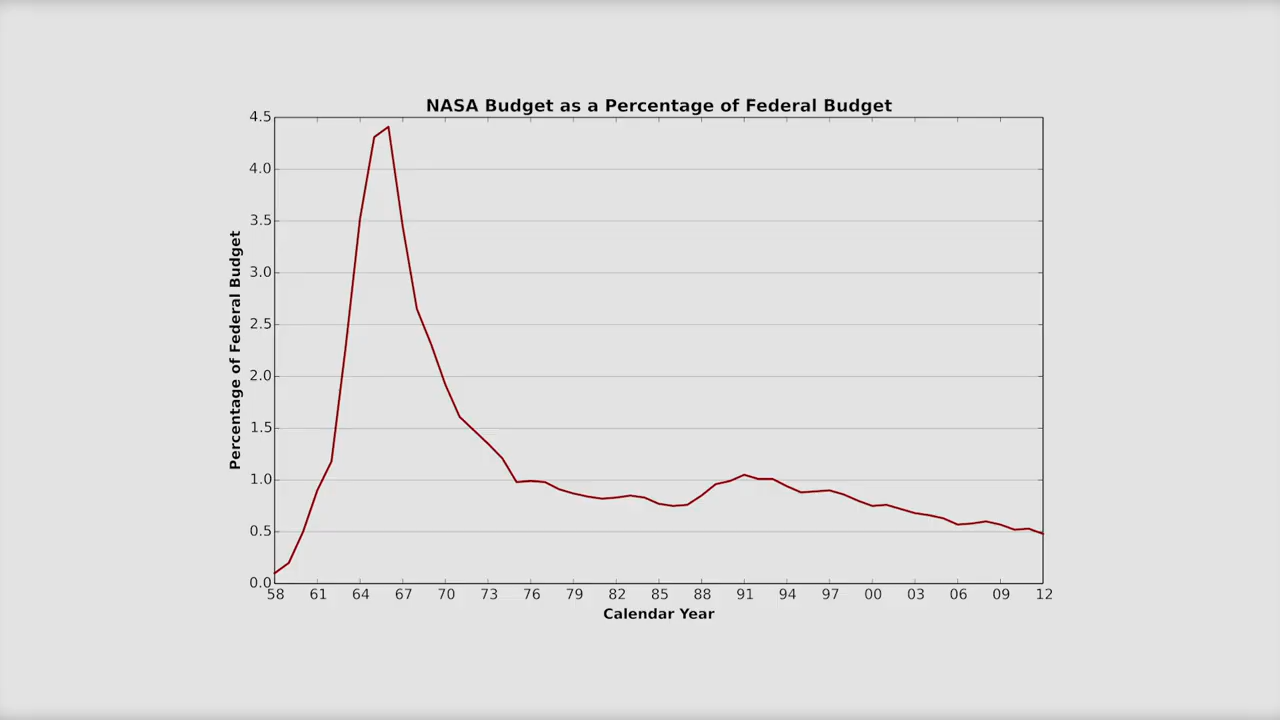 NASA Budget as a Percentage of Federal Budget
4.5
4.0
3.5
3.0
2.5
2.0
1.5
1.0
0.5
0.0
Percentage of Federal Budget
58 61 64 67 70 73 76 79 82 85 88 91 94 97 00 03 06 09 12
Calendar Year